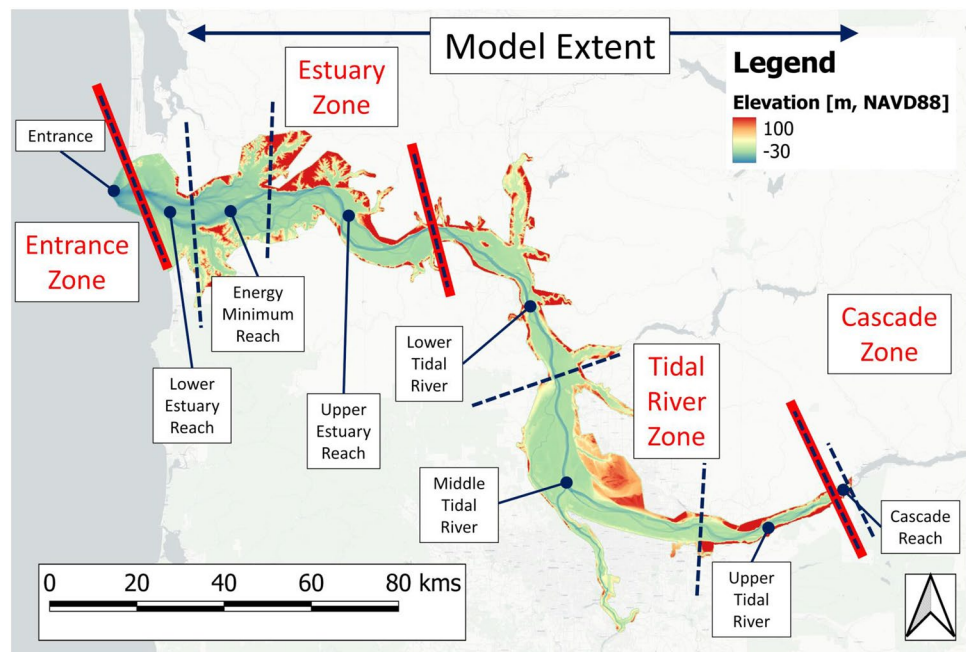 Model Extent
Legend
Elevation [m, NAVD88]
100
-30
Estuary
Zone
Entrance
Entrance
Zone
Energy
Minimum
Reach
Lower
Estuary
Reach
Upper
Estuary
Reach
Lower
Tidal
River
Cascade
Zone
Tidal
River
Zone
Middle
Tidal
River
Cascade
Reach
Upper
Tidal
River
0 20 40 60 80 kms